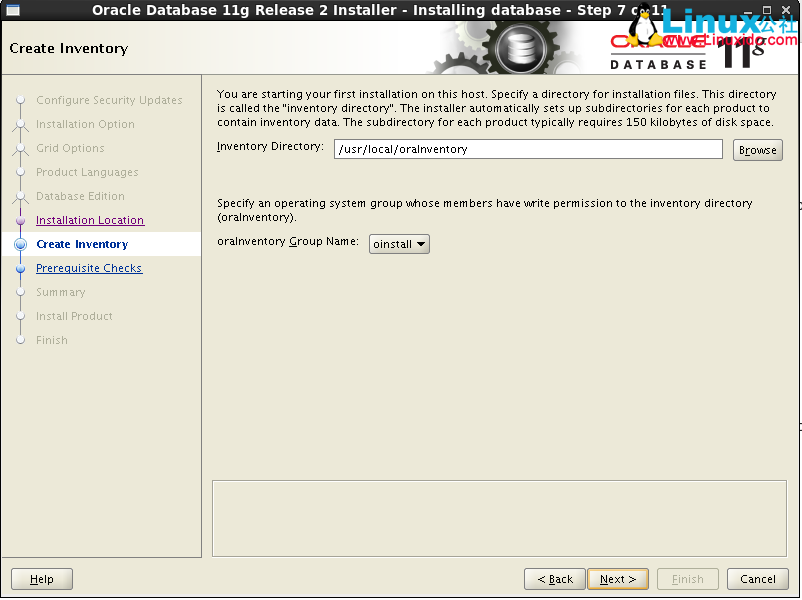 Oracle Database 11g Release 2 Installer - Installing database - Step 7 of 11
Linux公社
www.Linuxidc.com
Create Inventory
ORACLE
DATABASE
11g
Configure Security Updates
Installation Option
Grid Options
Product Languages
Database Edition
Installation Location
Create Inventory
Prerequisite Checks
Summary
Install Product
Finish
You are starting your first installation on this host. Specify a directory for installation files. This directory
is called the "inventory directory". The installer automatically sets up subdirectories for each product to
contain inventory data. The subdirectory for each product typically requires 150 kilobytes of disk space.
Inventory Directory: /usr/local/oraInventory Browse
Specify an operating system group whose members have write permission to the inventory directory
(oraInventory).
oraInventory Group Name: oinstall
Help < Back Next > Finish Cancel